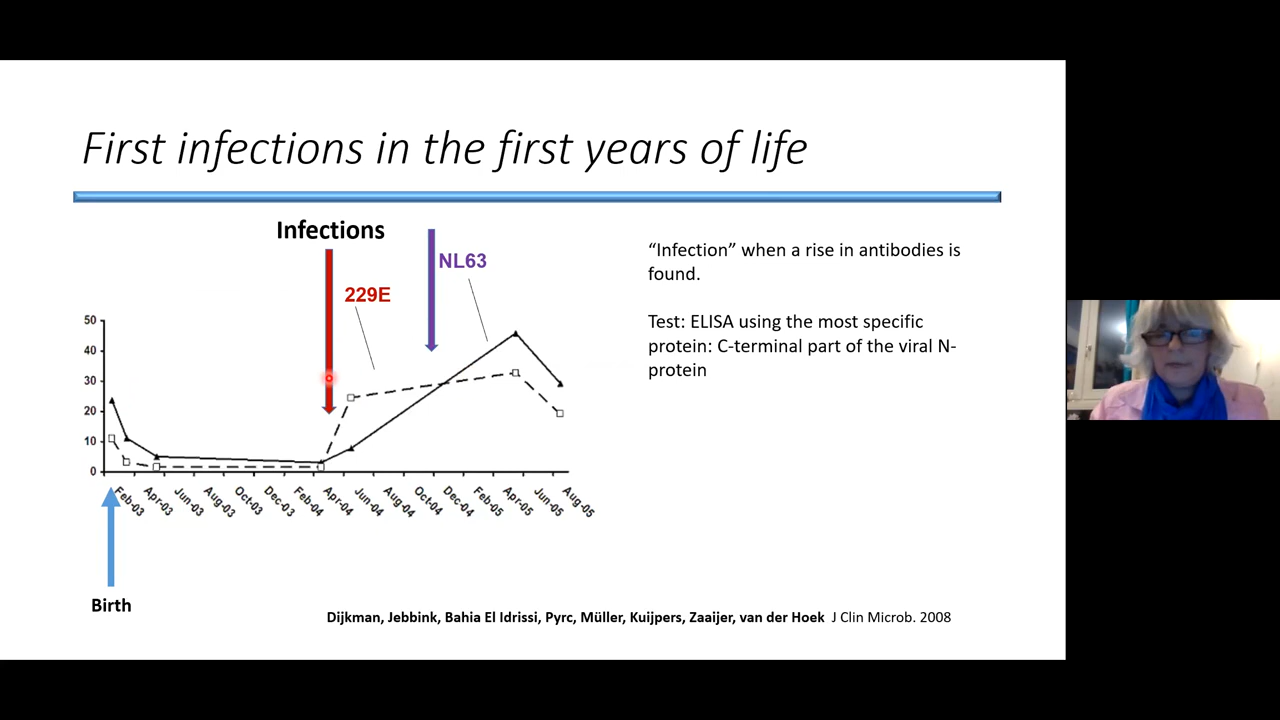 First infections in the first years of life
Infections
NL63
229E
50
40
30
20
10
0
Feb-03
Apr-03
Jun-03
Aug-03
Oct-03
Dec-03
Feb-04
Apr-04
Jun-04
Aug-04
Oct-04
Dec-04
Feb-05
Apr-05
Jun-05
Aug-05
Birth
“Infection” when a rise in antibodies is
found.
Test: ELISA using the most specific
protein: C-terminal part of the viral N-
protein
Dijkman, Jebbink, Bahia El Idrissi, Pyrc, Müller, Kuijpers, Zaaijer, van der Hoek J Clin Microb. 2008